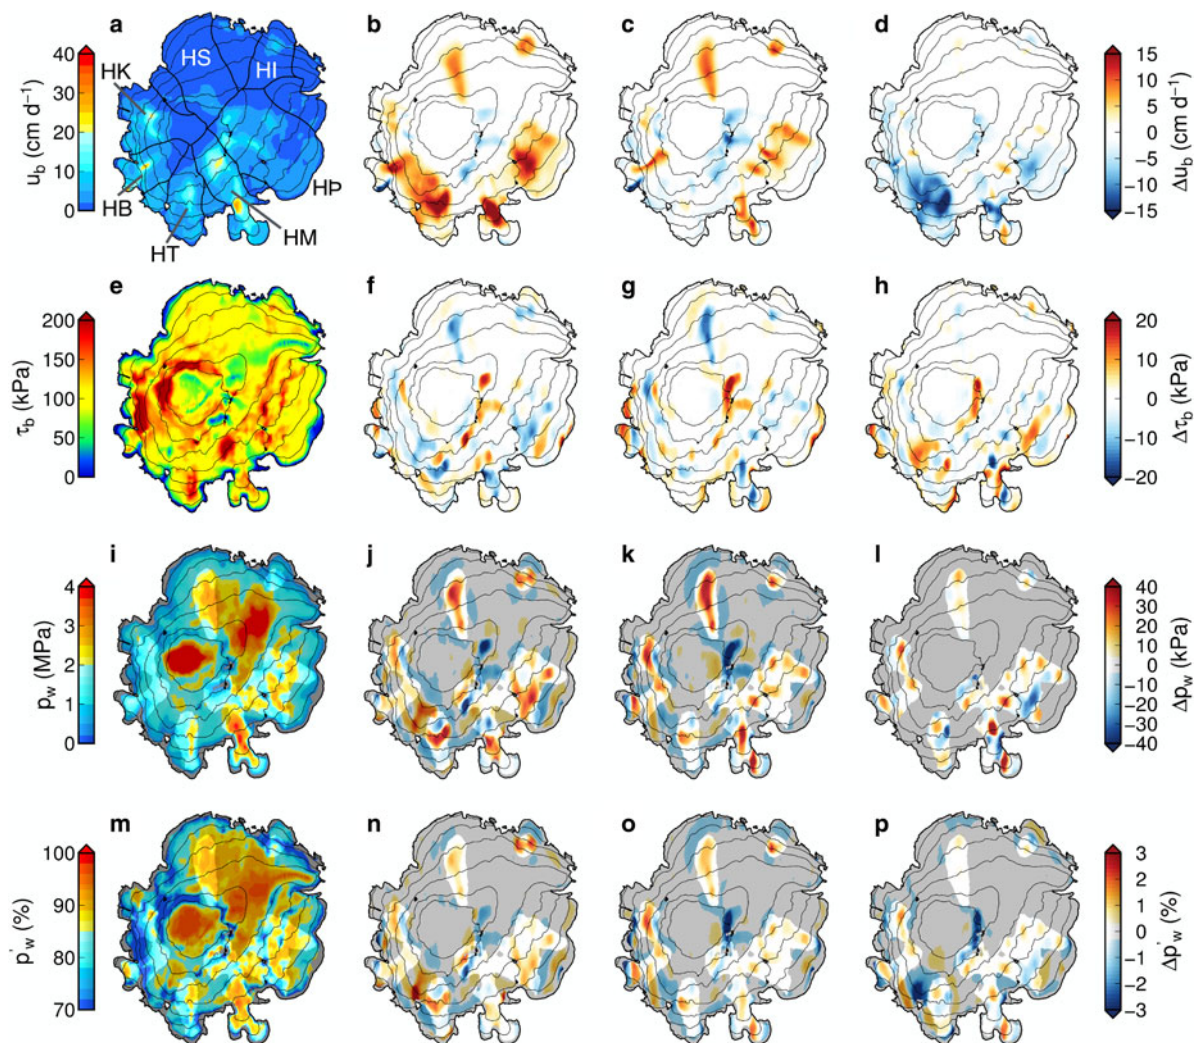 a
b
c
d
40
30
20
10
0
u_b (cm d⁻¹)
HS
HI
HK
HB
HT
HM
HÞ
15
10
5
0
−5
−10
−15
Δu_b (cm d⁻¹)
e
f
g
h
200
150
100
50
0
τ_b (kPa)
20
10
0
−10
−20
Δτ_b (kPa)
i
j
k
l
4
3
2
1
0
p_w (MPa)
40
30
20
10
0
−10
−20
−30
−40
Δp_w (kPa)
m
n
o
p
100
90
80
70
p'_w (%)
3
2
1
0
−1
−2
−3
Δp'_w (%)